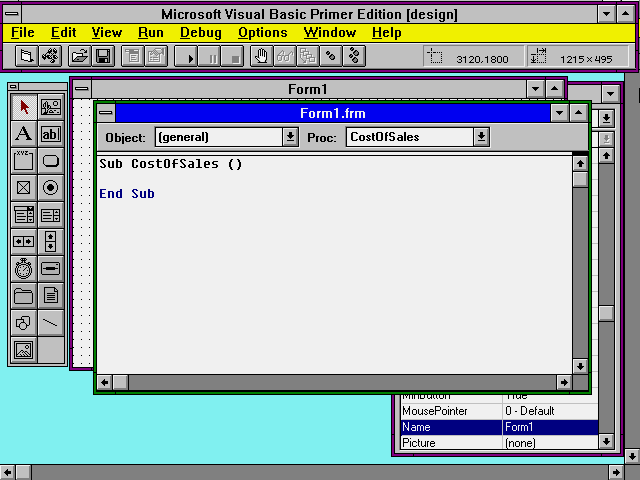 Microsoft Visual Basic Primer Edition [design]
File Edit View Run Debug Options Window Help
3120,1800 1215×495
Form1
Form1.frm
Object: (general) Proc: CostOfSales
Sub CostOfSales ()
End Sub
A ab
XYZ
MinButton True
MousePointer 0 - Default
Name Form1
Picture (none)